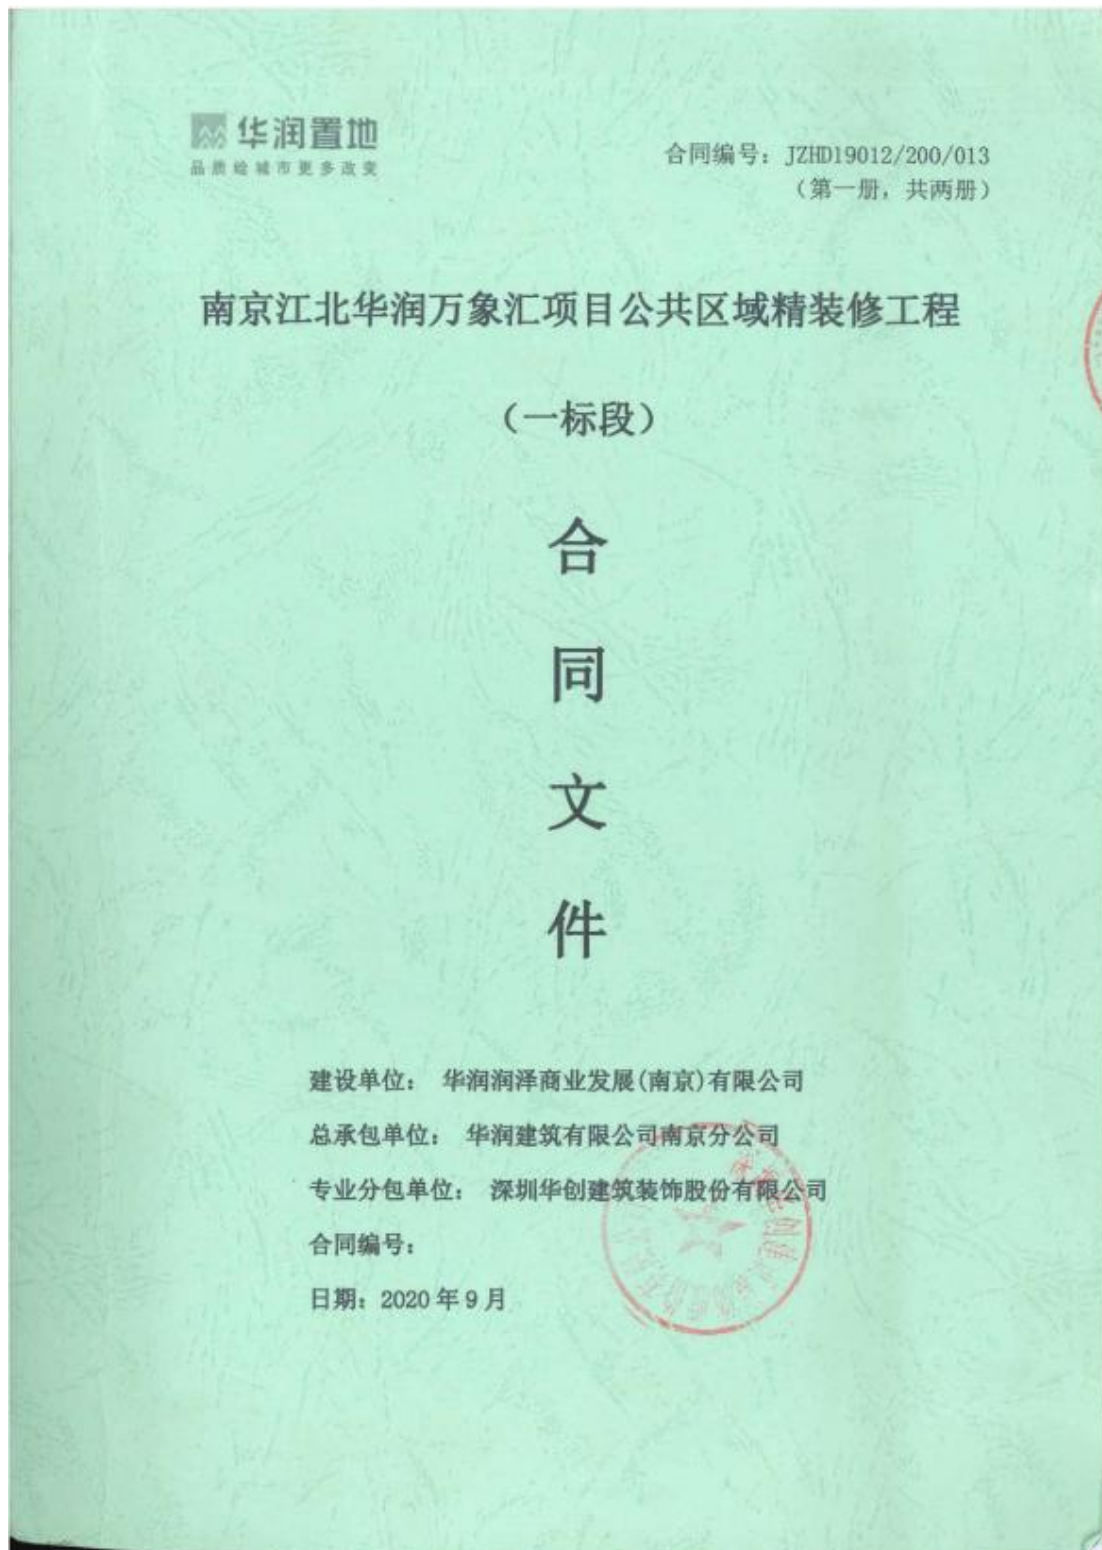 华润置地
品质给城市更多改变
合同编号：JZHD19012/200/013
（第一册，共两册）
南京江北华润万象汇项目公共区域精装修工程
（一标段）
合
同
文
件
建设单位： 华润润泽商业发展(南京)有限公司
总承包单位： 华润建筑有限公司南京分公司
专业分包单位： 深圳华创建筑装饰股份有限公司
合同编号：
日期：2020年9月